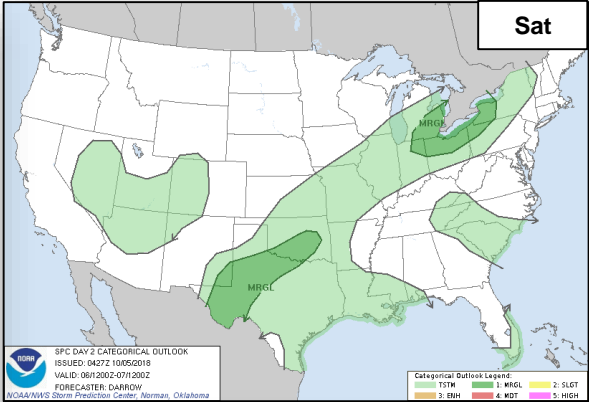 Sat
MRGL
MRGL
SPC DAY 2 CATEGORICAL OUTLOOK
ISSUED: 0427Z 10/05/2018
VALID: 06/1200Z-07/1200Z
FORECASTER: DARROW
NOAA/NWS Storm Prediction Center, Norman, Oklahoma
NOAA
Categorical Outlook Legend:
TSTM 1: MRGL 2: SLGT
3: ENH 4: MDT 5: HIGH